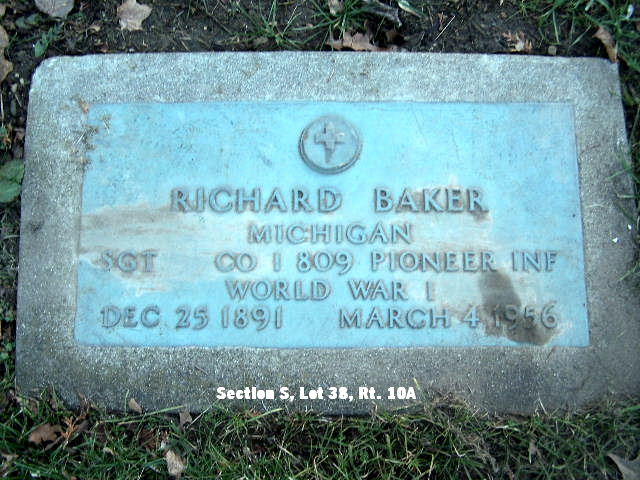 RICHARD BAKER
MICHIGAN
SGT CO I 809 PIONEER INF
WORLD WAR I
DEC 25 1891 MARCH 4 1956
Section S, Lot 38, Rt. 10A